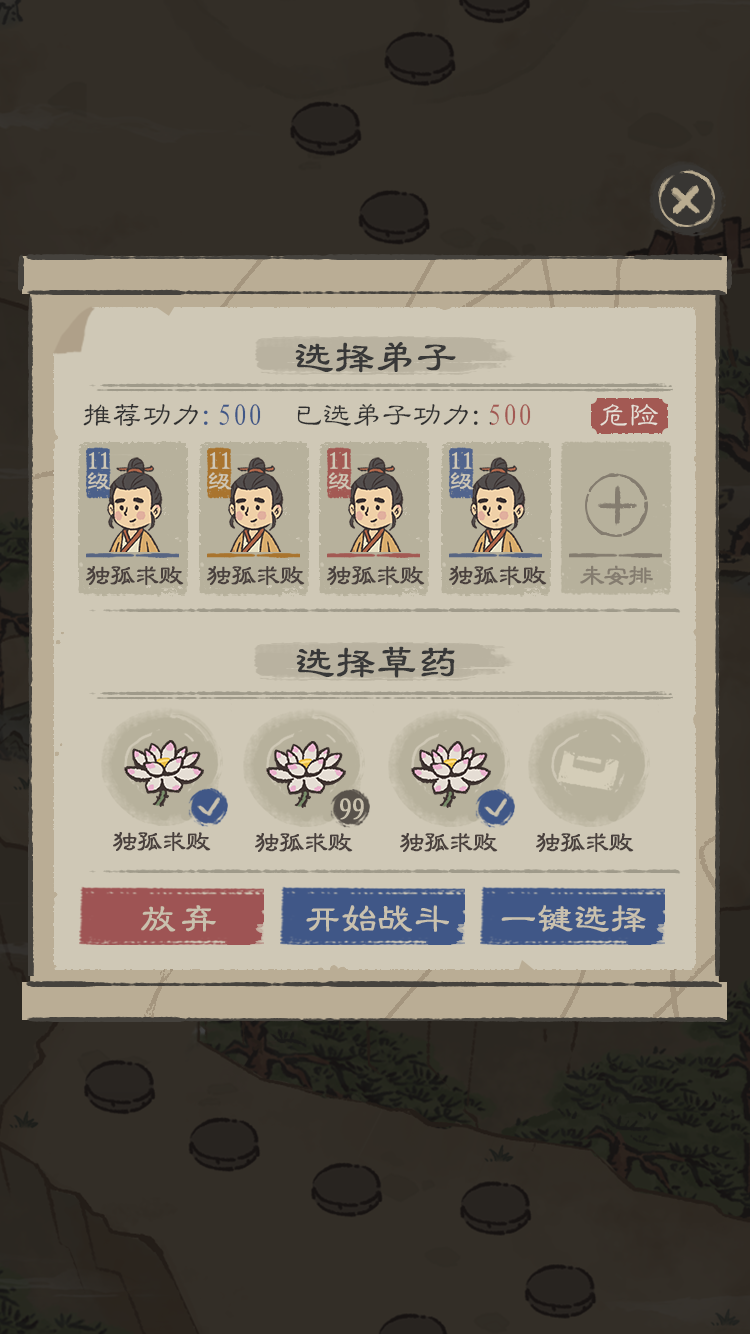 选择弟子
推荐功力: 500 已选弟子功力: 500 危险
11级 11级 11级 11级
独孤求败 独孤求败 独孤求败 独孤求败 未安排
选择草药
99
独孤求败 独孤求败 独孤求败 独孤求败
放弃 开始战斗 一键选择